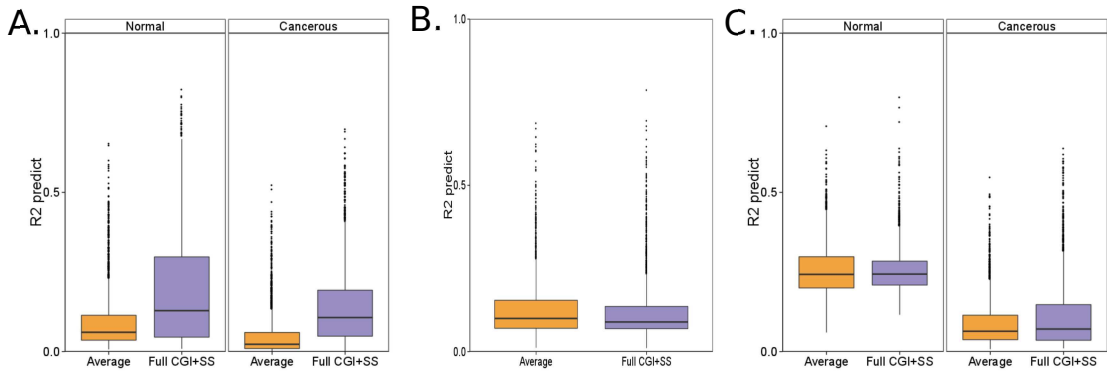 A.
Normal
Cancerous
1.0
0.5
0.0
R2 predict
Average
Full CGI+SS
Average
Full CGI+SS
B.
1.0
0.5
0.0
R2 predict
Average
Full CGI+SS
C.
Normal
Cancerous
1.0
0.5
0.0
R2 predict
Average
Full CGI+SS
Average
Full CGI+SS